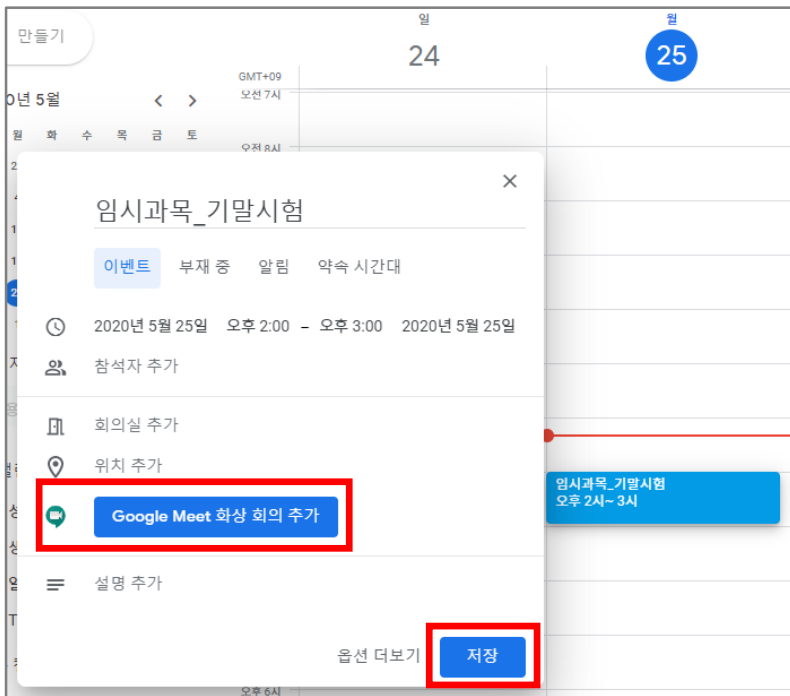 만들기
일
24
월
25
GMT+09
오전 7시
오전 8시
0년 5월
월 화 수 목 금 토
임시과목_기말시험
이벤트 부재 중 알림 약속 시간대
2020년 5월 25일 오후 2:00 – 오후 3:00 2020년 5월 25일
참석자 추가
회의실 추가
위치 추가
Google Meet 화상 회의 추가
설명 추가
옵션 더보기 저장
임시과목_기말시험
오후 2시~ 3시
오후 6시